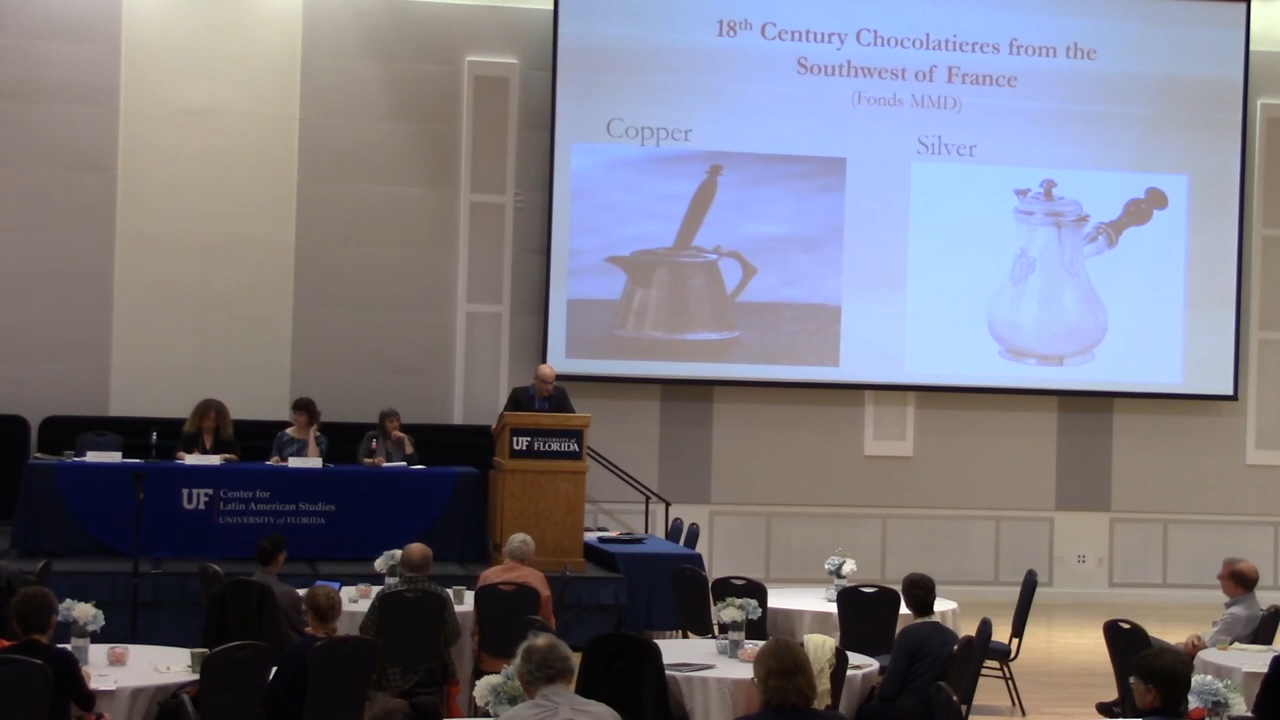 18th Century Chocolatieres from the
Southwest of France
(Fonds MMD)
Copper
Silver
UF UNIVERSITY of
FLORIDA
UF Center for
Latin American Studies
UNIVERSITY of FLORIDA